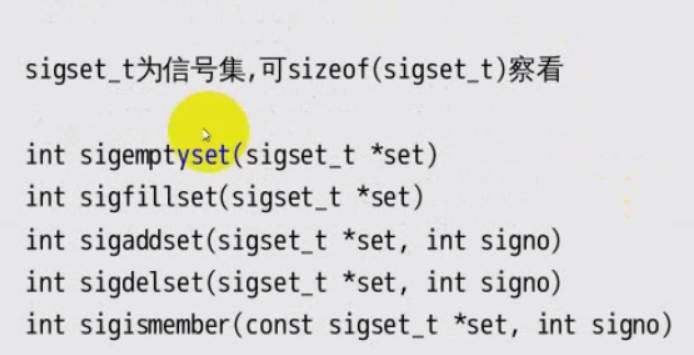 sigset_t为信号集,可sizeof(sigset_t)察看
int sigemptyset(sigset_t *set)
int sigfillset(sigset_t *set)
int sigaddset(sigset_t *set, int signo)
int sigdelset(sigset_t *set, int signo)
int sigismember(const sigset_t *set, int signo)